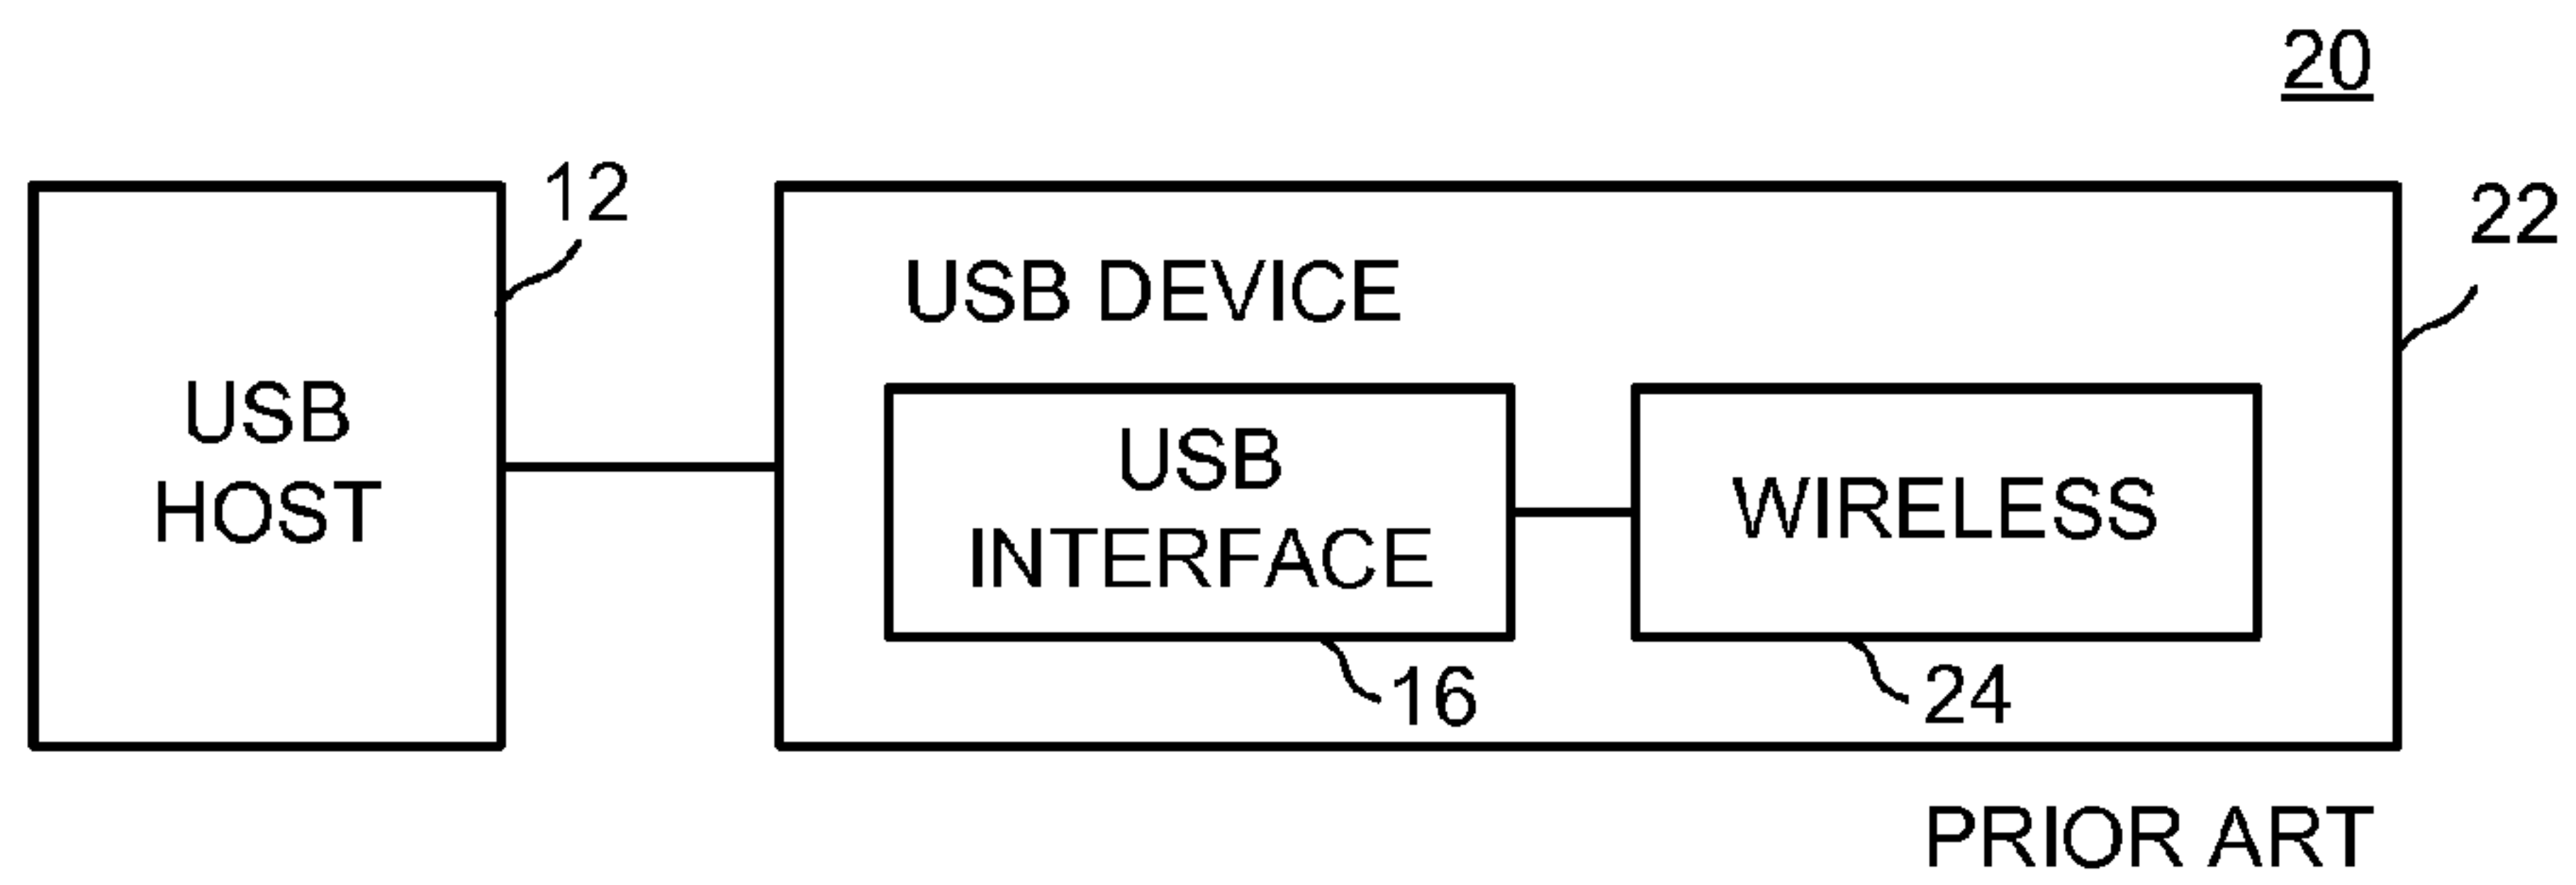 20
12
22
USB DEVICE
USB
HOST
USB
INTERFACE
WIRELESS
16
24
PRIOR ART